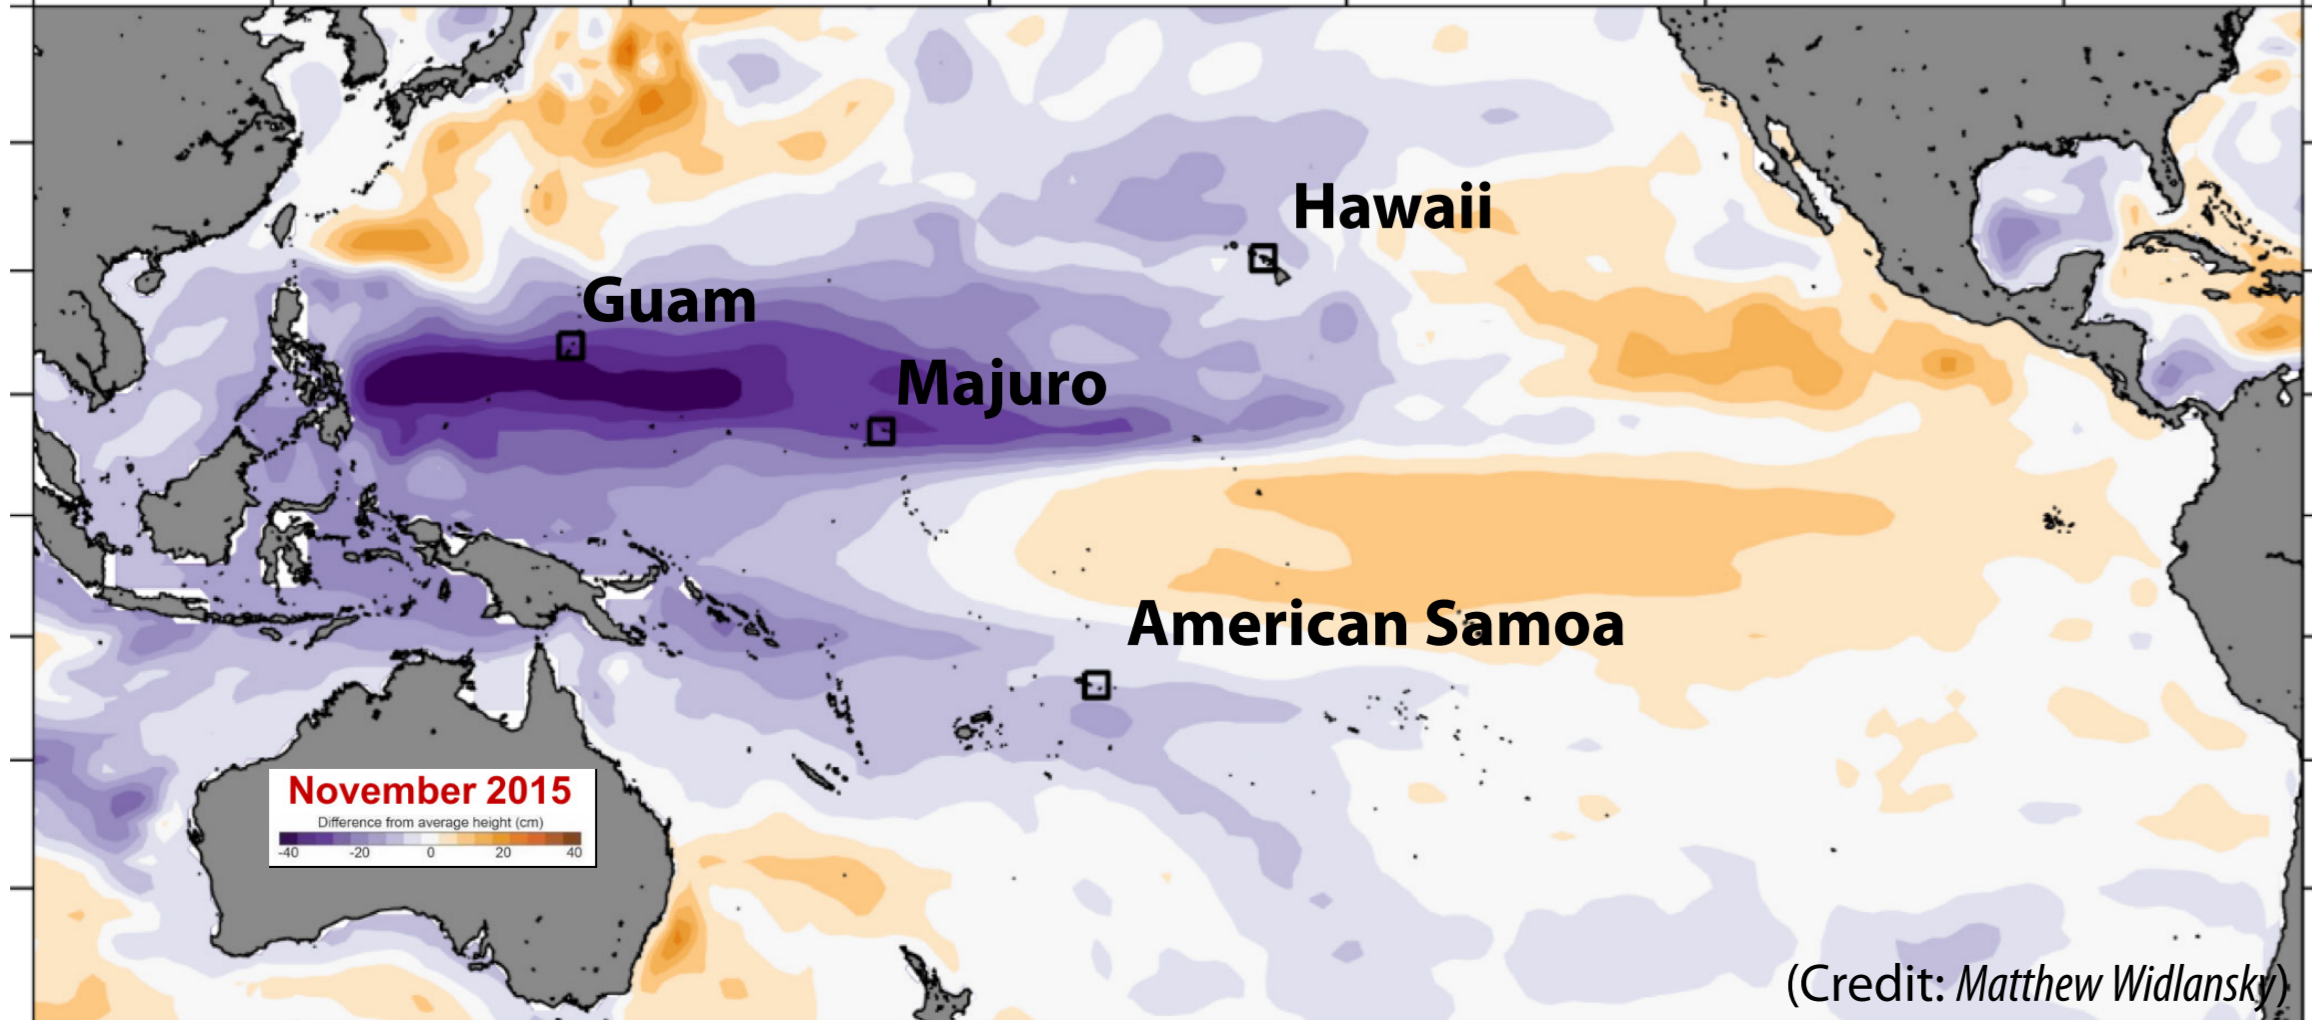 Hawaii
Guam
Majuro
American Samoa
November 2015
Difference from average height (cm)
-40 -20 0 20 40
(Credit: Matthew Widlansky)